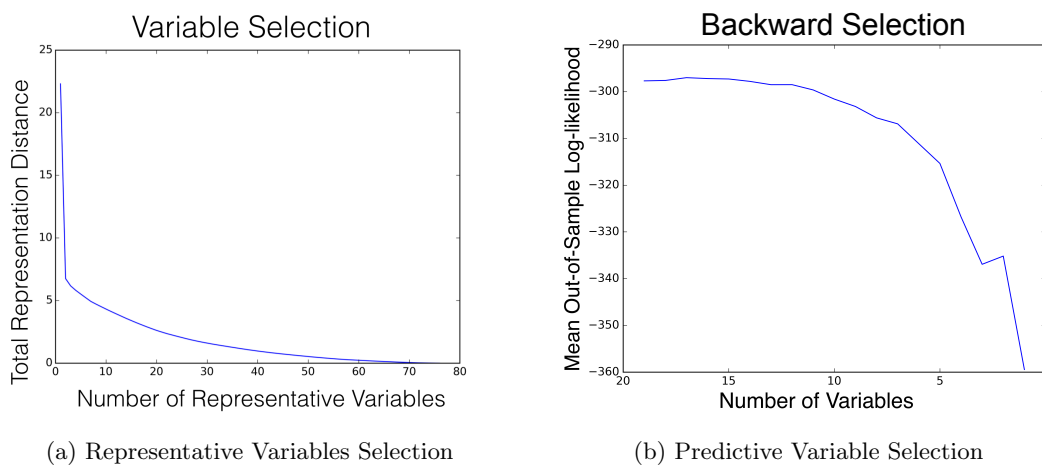 Variable Selection
25
20
15
10
5
0
Total Representation Distance
0 10 20 30 40 50 60 70 80
Number of Representative Variables
(a) Representative Variables Selection
Backward Selection
−290
−300
−310
−320
−330
−340
−350
−360
Mean Out-of-Sample Log-likelihood
20 15 10 5
Number of Variables
(b) Predictive Variable Selection